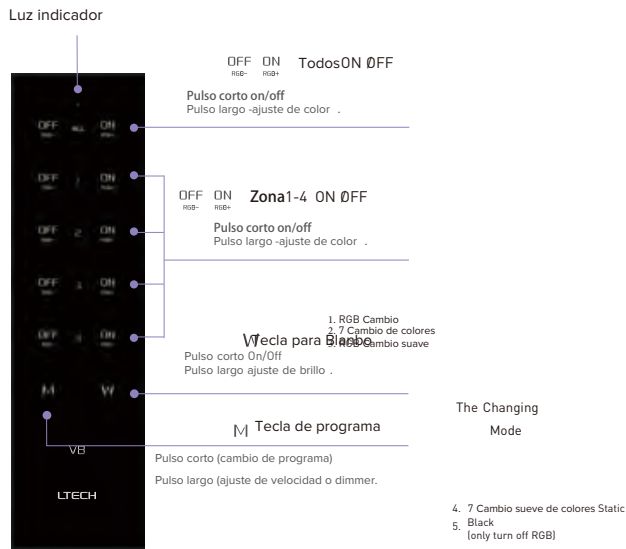 Luz indicador
OFF ON Todos ON / OFF
RGB- RGB+
Pulso corto on/off
Pulso largo -ajuste de color .
OFF ALL ON
OFF 1 ON
OFF ON Zona1-4 ON / OFF
RGB- RGB+
Pulso corto on/off
Pulso largo -ajuste de color .
OFF 2 ON
OFF 3 ON
OFF 4 ON
1. RGB Cambio
2. 7 Cambio de colores
3. RGB Cambio suave
W Tecla para Blanbo
Pulso corto On/Off
Pulso largo ajuste de brillo .
M W
The Changing
Mode
M Tecla de programa
V8
Pulso corto (cambio de programa)
Pulso largo (ajuste de velocidad o dimmer.
LTECH
4. 7 Cambio sueve de colores Static
5. Black
(only turn off RGB)